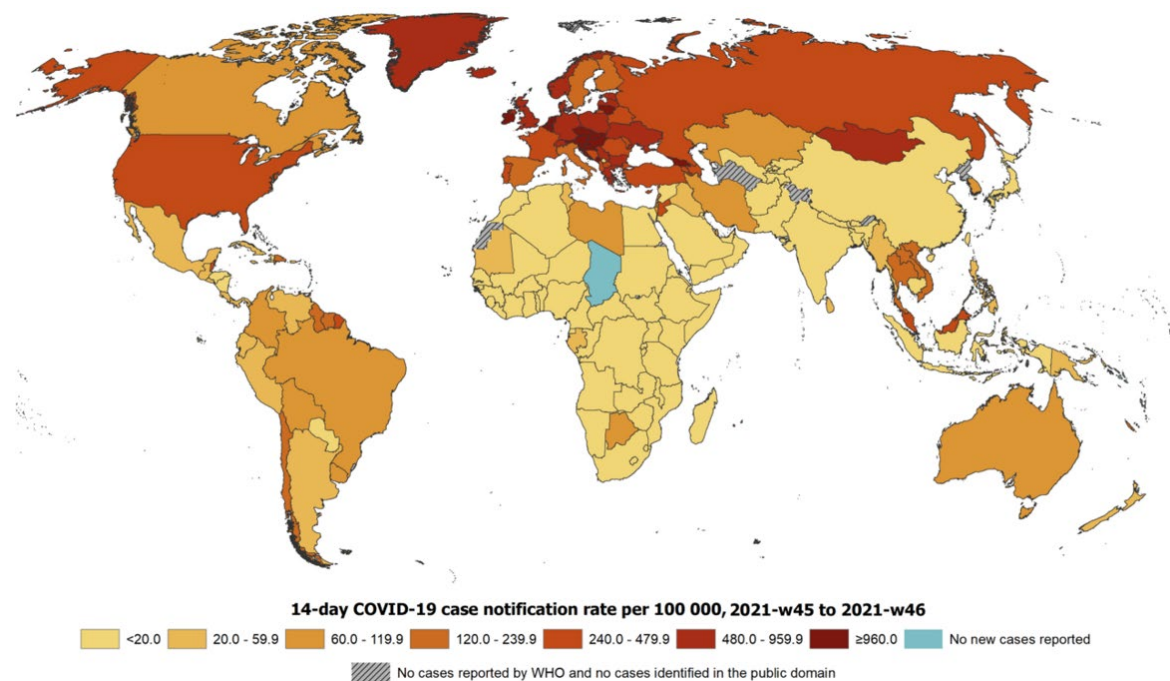 14-day COVID-19 case notification rate per 100 000, 2021-w45 to 2021-w46
<20.0 20.0 - 59.9 60.0 - 119.9 120.0 - 239.9 240.0 - 479.9 480.0 - 959.9 ≥960.0 No new cases reported
No cases reported by WHO and no cases identified in the public domain